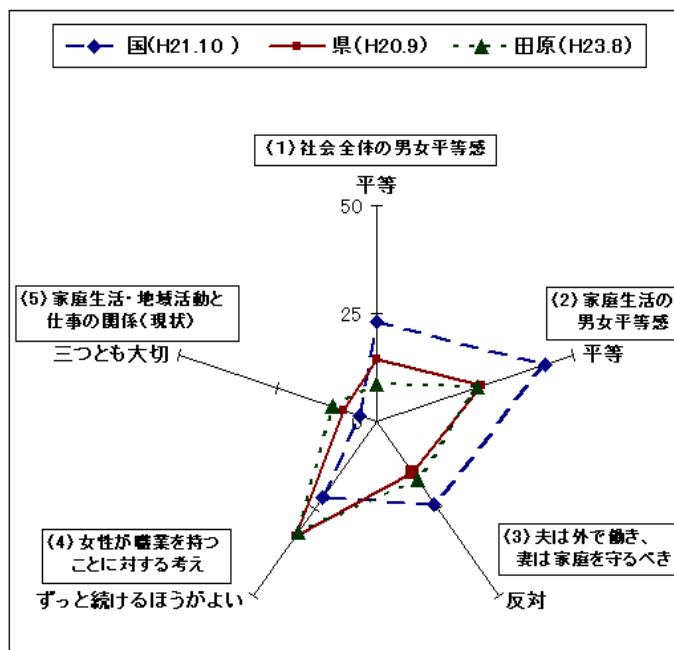 国(H21.10 ) 県(H20.9) 田原(H23.8)
(1)社会全体の男女平等感
平等
50
25
0
(2)家庭生活の
男女平等感
平等
(5)家庭生活・地域活動と
仕事の関係(現状)
三つとも大切
(4)女性が職業を持つ
ことに対する考え
ずっと続けるほうがよい
(3)夫は外で働き、
妻は家庭を守るべき
反対